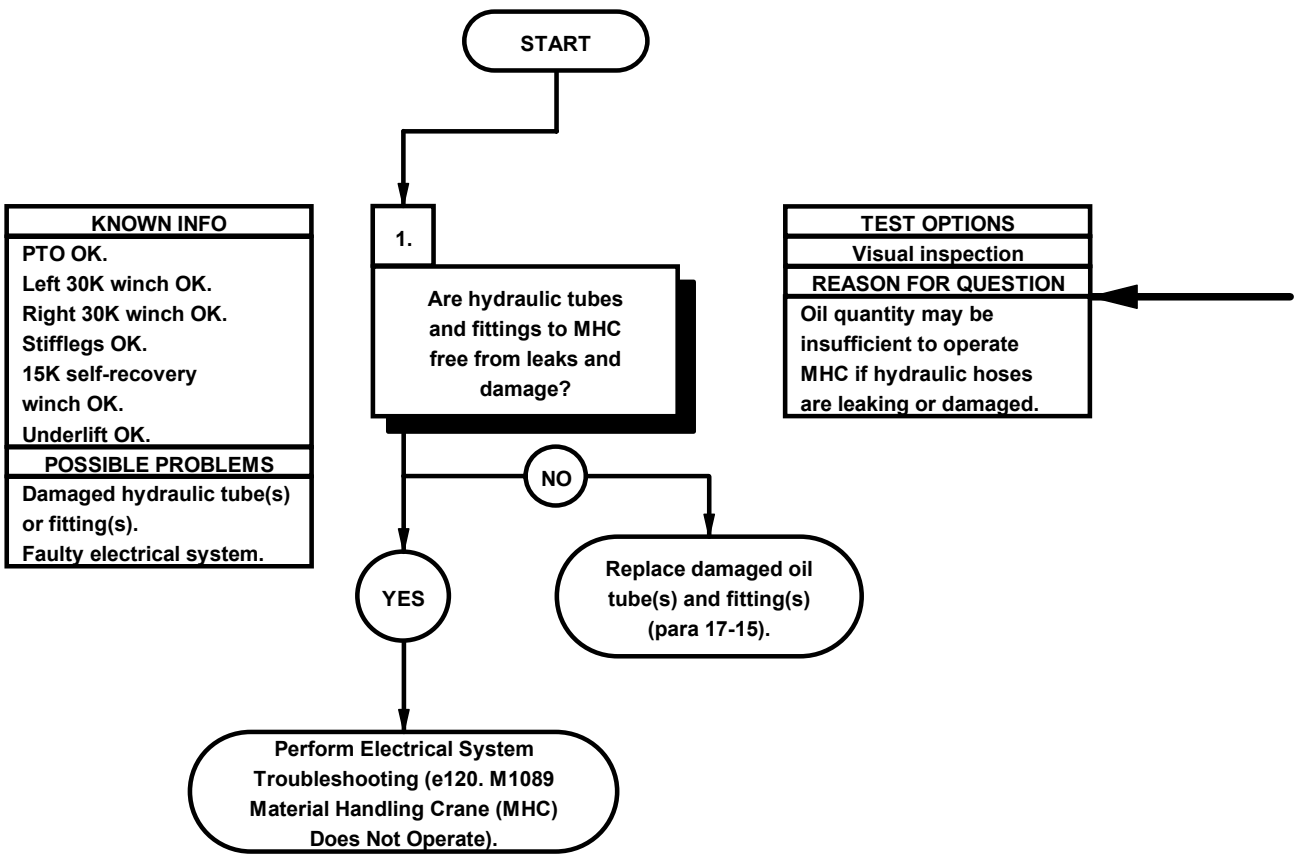 START
KNOWN INFO
PTO OK.
Left 30K winch OK.
Right 30K winch OK.
Stifflegs OK.
15K self-recovery
winch OK.
Underlift OK.
POSSIBLE PROBLEMS
Damaged hydraulic tube(s)
or fitting(s).
Faulty electrical system.
1.
Are hydraulic tubes
and fittings to MHC
free from leaks and
damage?
TEST OPTIONS
Visual inspection
REASON FOR QUESTION
Oil quantity may be
insufficient to operate
MHC if hydraulic hoses
are leaking or damaged.
NO
YES
Replace damaged oil
tube(s) and fitting(s)
(para 17-15).
Perform Electrical System
Troubleshooting (e120. M1089
Material Handling Crane (MHC)
Does Not Operate).